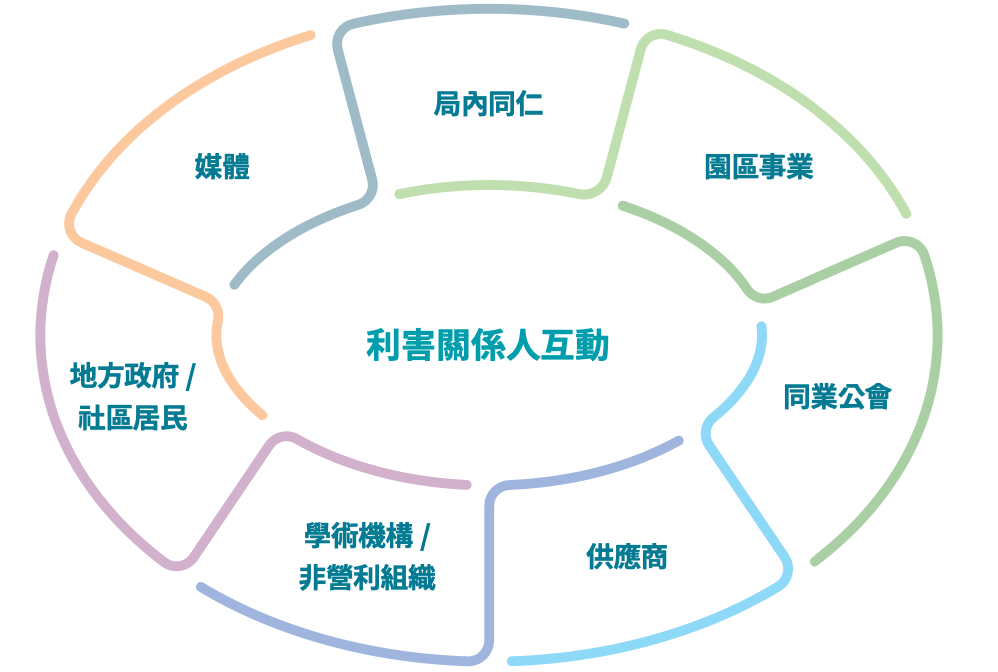 局內同仁
媒體
園區事業
利害關係人互動
地方政府 /
社區居民
同業公會
學術機構 /
非營利組織
供應商